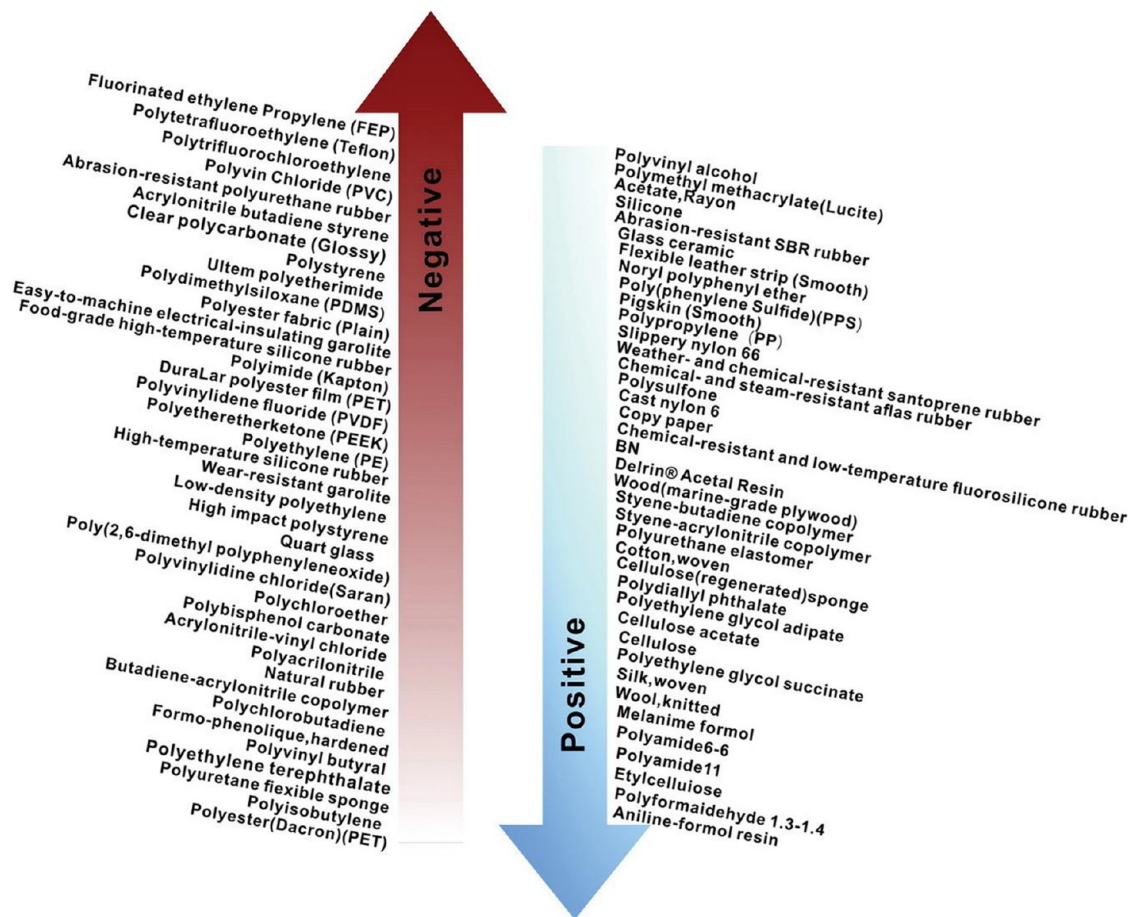 Fluorinated ethylene Propylene (FEP)
Polytetrafluoroethylene (Teflon)
Polytrifluorochloroethylene
Polyvin Chloride (PVC)
Abrasion-resistant polyurethane rubber
Acrylonitrile butadiene styrene
Clear polycarbonate (Glossy)
Polystyrene
Ultem polyetherimide
Polydimethylsiloxane (PDMS)
Polyester fabric (Plain)
Easy-to-machine electrical-insulating garolite
Food-grade high-temperature silicone rubber
Polyimide (Kapton)
DuraLar polyester film (PET)
Polyvinylidene fluoride (PVDF)
Polyetheretherketone (PEEK)
Polyethylene (PE)
High-temperature silicone rubber
Wear-resistant garolite
Low-density polyethylene
High impact polystyrene
Quart glass
Poly(2,6-dimethyl polyphenyleneoxide)
Polyvinylidine chloride(Saran)
Polychloroether
Polybisphenol carbonate
Acrylonitrile-vinyl chloride
Polyacrilonitrile
Natural rubber
Butadiene-acrylonitrile copolymer
Polychlorobutadiene
Formo-phenolique,hardened
Polyvinyl butyral
Polyethylene terephthalate
Polyuretane fiexible sponge
Polyisobutylene
Polyester(Dacron)(PET)
Negative
Positive
Polyvinyl alcohol
Polymethyl methacrylate(Lucite)
Acetate,Rayon
Silicone
Abrasion-resistant SBR rubber
Glass ceramic
Flexible leather strip (Smooth)
Noryl polyphenyl ether
Poly(phenylene Sulfide)(PPS)
Pigskin (Smooth)
Polypropylene (PP)
Slippery nylon 66
Weather- and chemical-resistant santoprene rubber
Chemical- and steam-resistant aflas rubber
Polysulfone
Cast nylon 6
Copy paper
Chemical-resistant and low-temperature fluorosilicone rubber
BN
Delrin® Acetal Resin
Wood(marine-grade plywood)
Styene-butadiene copolymer
Styene-acrylonitrile copolymer
Polyurethane elastomer
Cotton,woven
Cellulose(regenerated)sponge
Polydiallyl phthalate
Polyethylene glycol adipate
Cellulose acetate
Cellulose
Polyethylene glycol succinate
Silk,woven
Wool,knitted
Melanime formol
Polyamide6-6
Polyamide11
Etylcelluiose
Polyformaidehyde 1.3-1.4
Aniline-formol resin